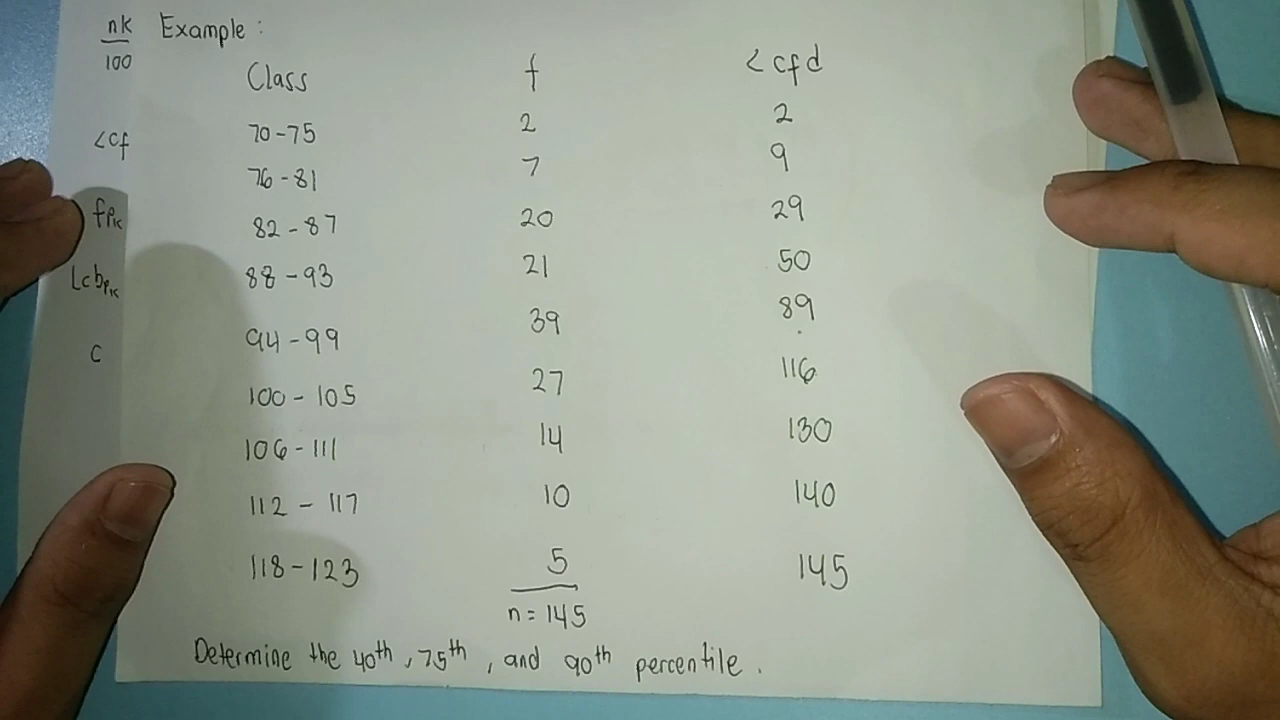 nk
100
<cf
fPk
LcbPk
c
Example :
Class f <cfd
70-75 2 2
76-81 7 9
82-87 20 29
88-93 21 50
94-99 39 89
100-105 27 116
106-111 14 130
112-117 10 140
118-123 5 145
n=145
Determine the 40th, 75th, and 90th percentile.